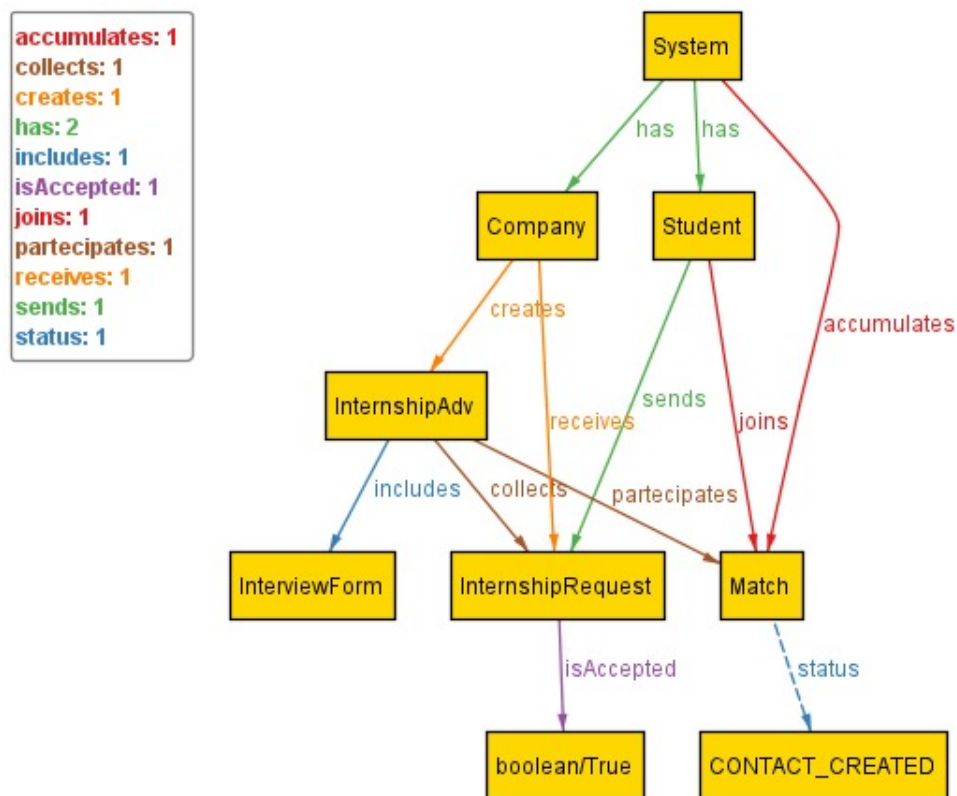 accumulates: 1
collects: 1
creates: 1
has: 2
includes: 1
isAccepted: 1
joins: 1
partecipates: 1
receives: 1
sends: 1
status: 1
System
has
has
Company
Student
accumulates
creates
InternshipAdv
receives
sends
joins
includes
collects
partecipates
InterviewForm
InternshipRequest
Match
isAccepted
status
boolean/True
CONTACT_CREATED